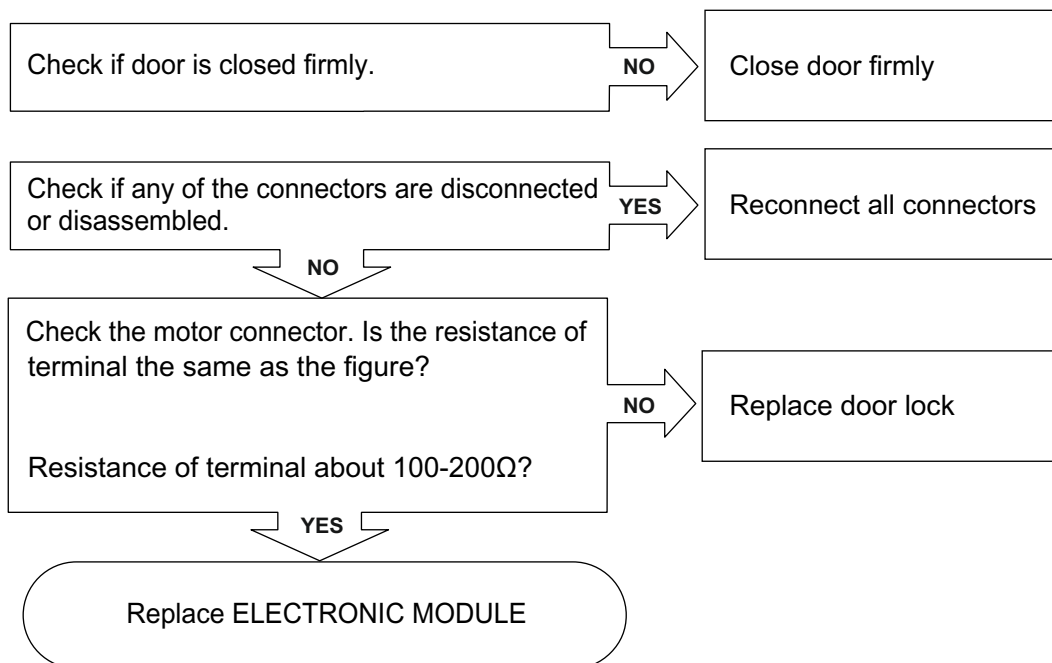 Check if door is closed firmly.
NO
Close door firmly
Check if any of the connectors are disconnected
or disassembled.
YES
Reconnect all connectors
NO
Check the motor connector. Is the resistance of
terminal the same as the figure?
Resistance of terminal about 100-200Ω?
NO
Replace door lock
YES
Replace ELECTRONIC MODULE